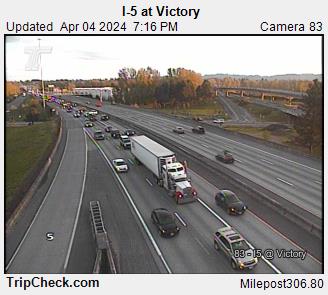 I-5 at Victory
Updated Apr 04 2024 7:16 PM Camera 83
S
83 - I5 @ Victory
TripCheck.com Milepost306.80